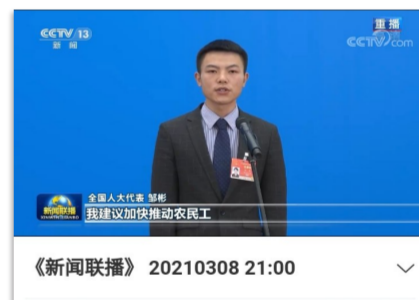 CCTV 13
新 闻
重播
CCTV.com
全国人大代表 邹彬
新闻联播
我建议加快推动农民工
《新闻联播》 20210308 21:00